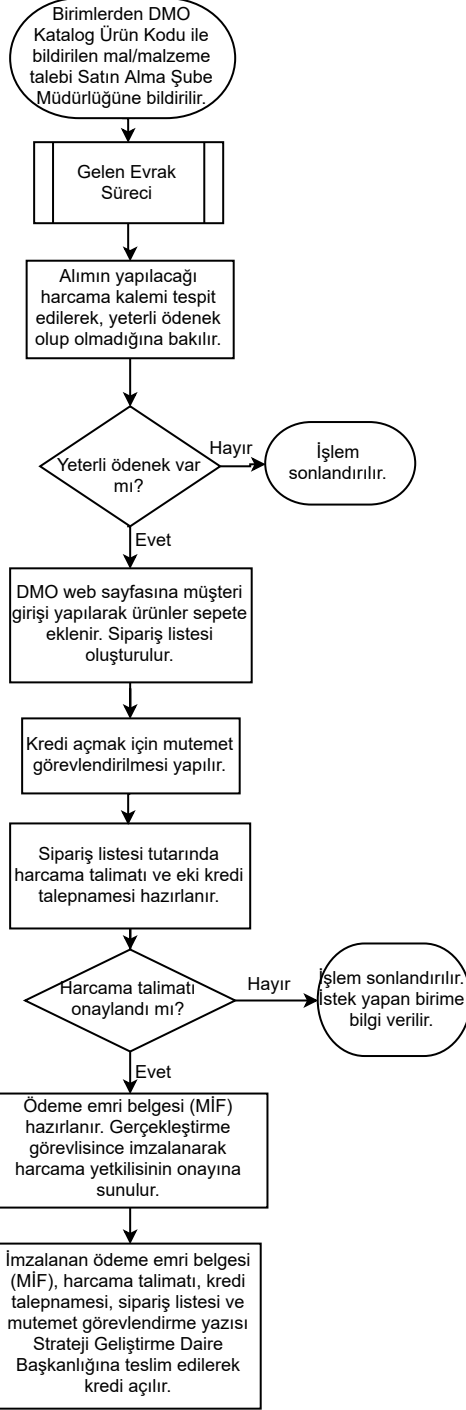 Birimlerden DMO
Katalog Ürün Kodu ile
bildirilen mal/malzeme
talebi Satın Alma Şube
Müdürlüğüne bildirilir.
Gelen Evrak
Süreci
Alımın yapılacağı
harcama kalemi tespit
edilerek, yeterli ödenek
olup olmadığına bakılır.
Yeterli ödenek var
mı?
Hayır
İşlem
sonlandırılır.
Evet
DMO web sayfasına müşteri
girişi yapılarak ürünler sepete
eklenir. Sipariş listesi
oluşturulur.
Kredi açmak için mutemet
görevlendirilmesi yapılır.
Sipariş listesi tutarında
harcama talimatı ve eki kredi
talepnamesi hazırlanır.
Harcama talimatı
onaylandı mı?
Hayır
İşlem sonlandırılır.
İstek yapan birime
bilgi verilir.
Evet
Ödeme emri belgesi (MİF)
hazırlanır. Gerçekleştirme
görevlisince imzalanarak
harcama yetkilisinin onayına
sunulur.
İmzalanan ödeme emri belgesi
(MİF), harcama talimatı, kredi
talepnamesi, sipariş listesi ve
mutemet görevlendirme yazısı
Strateji Geliştirme Daire
Başkanlığına teslim edilerek
kredi açılır.